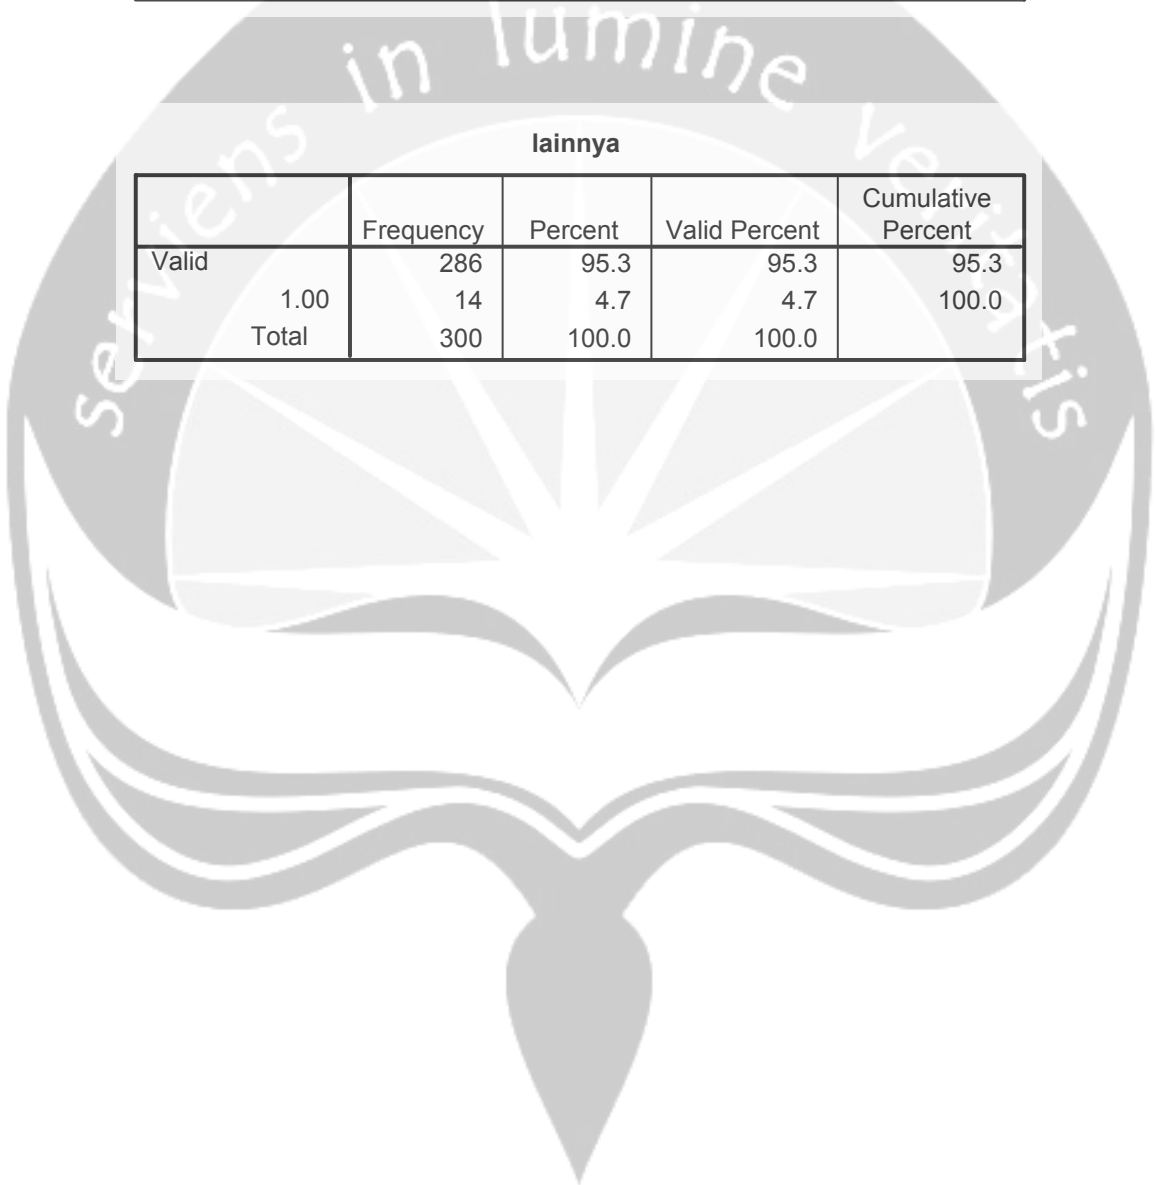 serviens in lumine veritatis
lainnya
Frequency Percent Valid Percent Cumulative Percent
Valid 286 95.3 95.3 95.3
1.00 14 4.7 4.7 100.0
Total 300 100.0 100.0